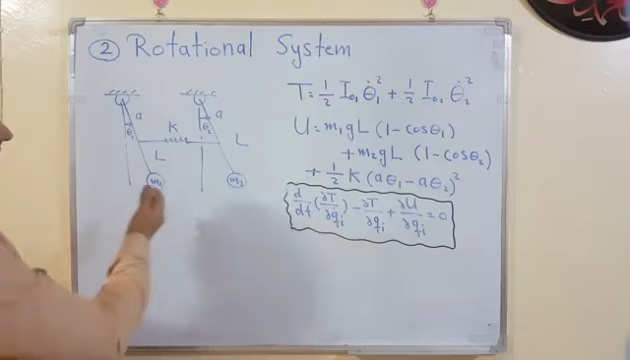 ② Rotational System
T = ½ I₀₁ θ̇₁² + ½ I₀₂ θ̇₂²
U = m₁gL (1 - cosθ₁)
+ m₂gL (1 - cosθ₂)
+ ½ K (aθ₁ - aθ₂)²
d/dt (∂T/∂q̇ᵢ) - ∂T/∂qᵢ + ∂U/∂qᵢ = 0
a a
θ₁ θ₂
K L
L
m₁ m₂